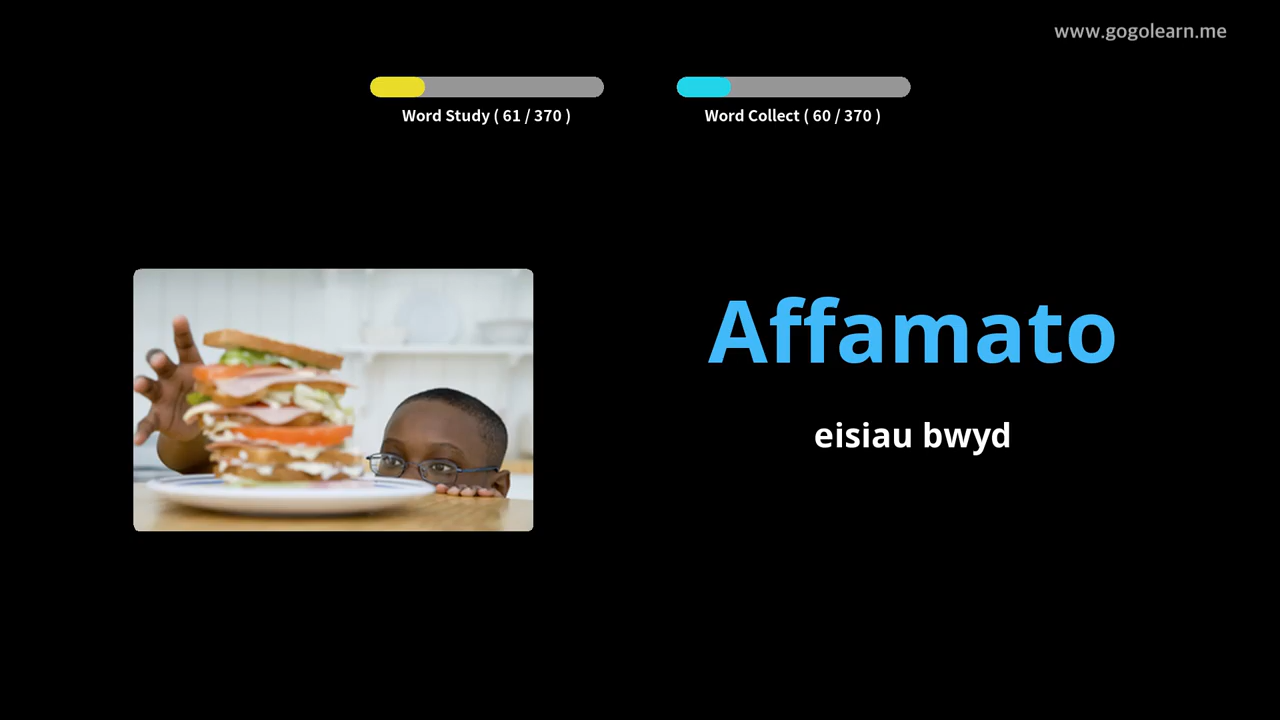 www.gogolearn.me
Word Study ( 61 / 370 )
Word Collect ( 60 / 370 )
Affamato
eisiau bwyd